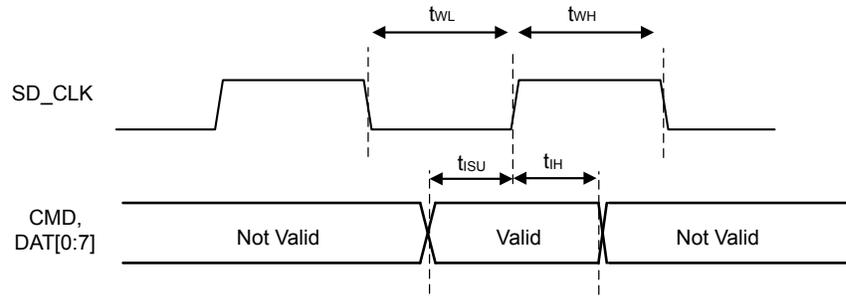 tWL
tWH
SD_CLK
tISU
tIH
CMD,
DAT[0:7]
Not Valid
Valid
Not Valid